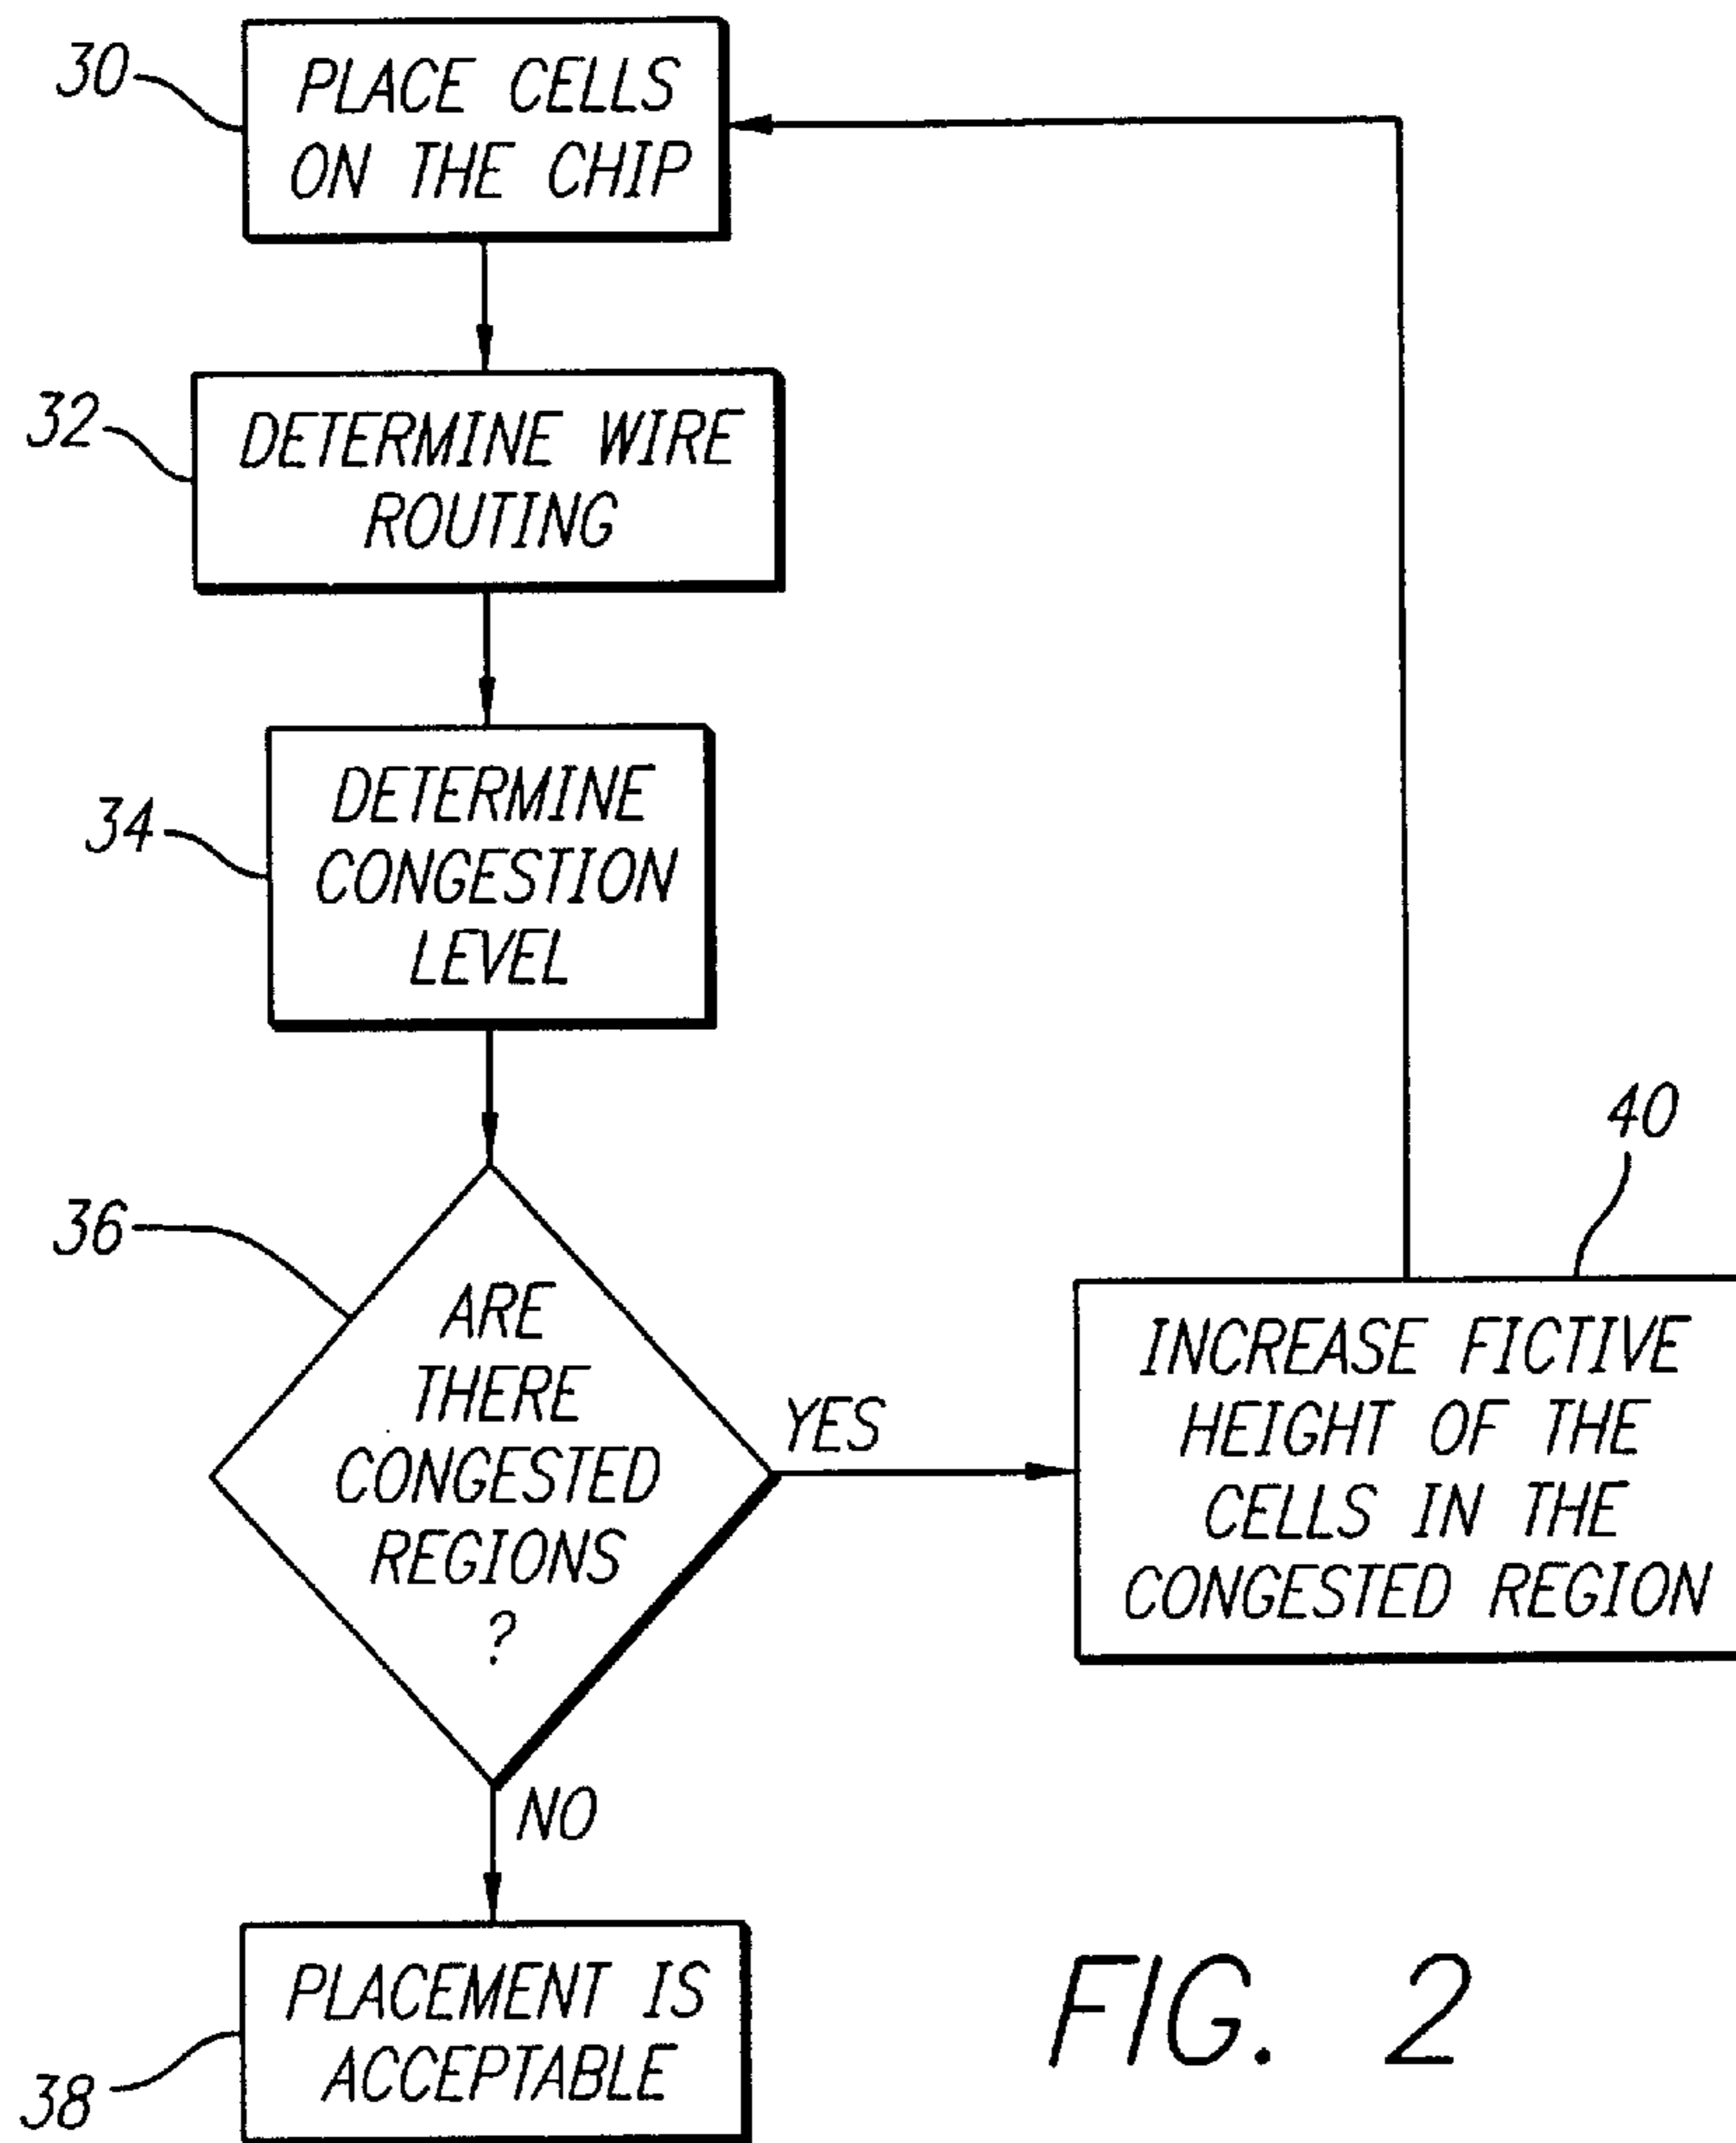 30
PLACE CELLS
ON THE CHIP
32
DETERMINE WIRE
ROUTING
34
DETERMINE
CONGESTION
LEVEL
36
ARE
THERE
CONGESTED
REGIONS
?
YES
40
INCREASE FICTIVE
HEIGHT OF THE
CELLS IN THE
CONGESTED REGION
NO
38
PLACEMENT IS
ACCEPTABLE
FIG. 2